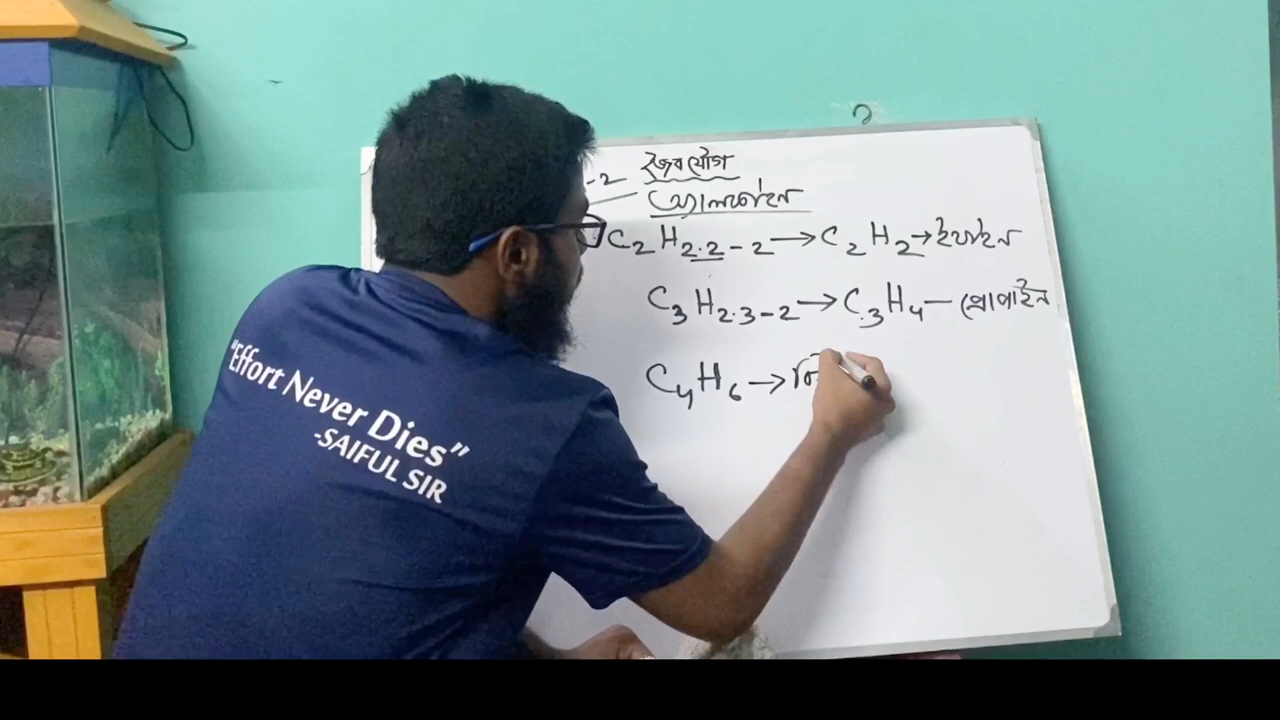 "Effort Never Dies"
-SAIFUL SIR
-2
জৈব যৌগ
অ্যালকাইন
C₂H₂.₂₋₂ → C₂H₂ → ইথাইন
C₃H₂.₃₋₂ → C₃H₄ — প্রোপাইন
C₄H₆ →